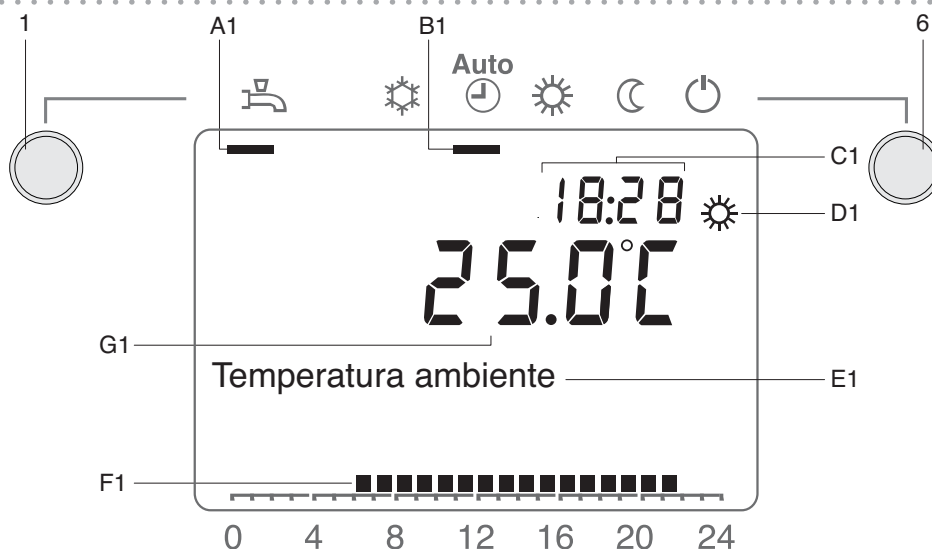 1 A1 B1 6
Auto
C1
18:28
D1
25.0°C
G1
Temperatura ambiente E1
F1
0 4 8 12 16 20 24